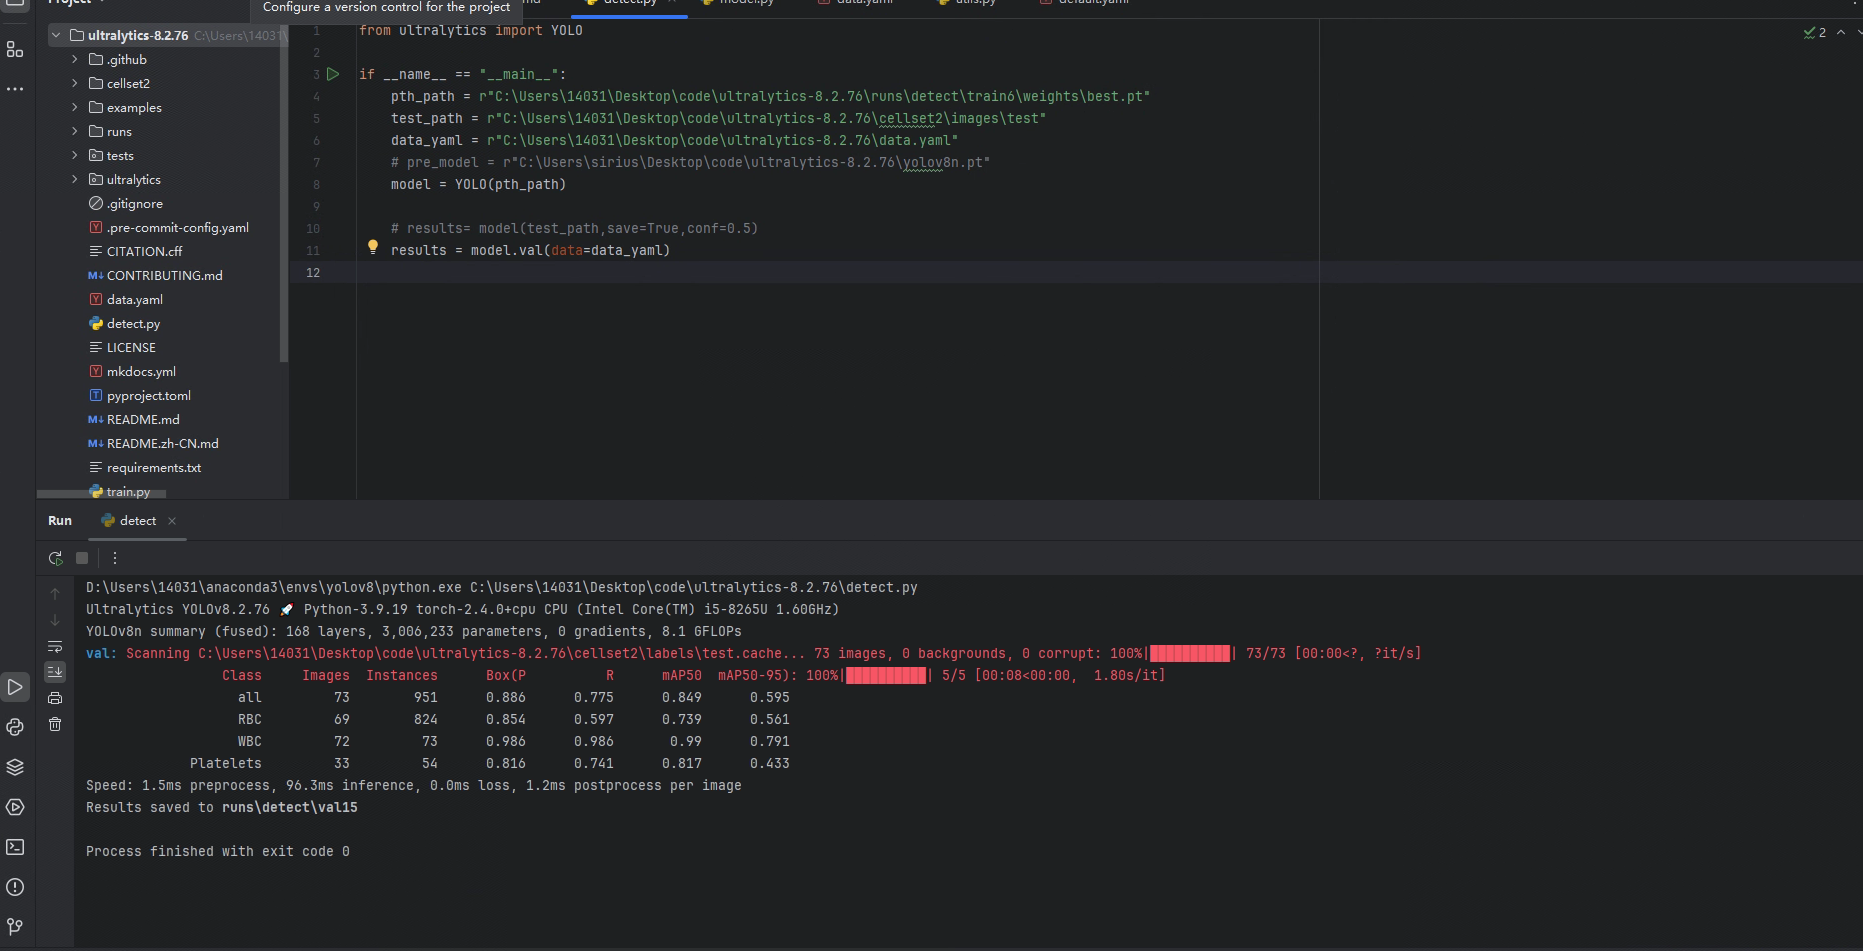 Project
Configure a version control for the project
detect.py
model.py
data.yaml
utils.py
default.yaml
ultralytics-8.2.76 C:\Users\14031\
.github
cellset2
examples
runs
tests
ultralytics
.gitignore
.pre-commit-config.yaml
CITATION.cff
CONTRIBUTING.md
data.yaml
detect.py
LICENSE
mkdocs.yml
pyproject.toml
README.md
README.zh-CN.md
requirements.txt
train.py
1 from ultralytics import YOLO
2
3 if __name__ == "__main__":
4 pth_path = r"C:\Users\14031\Desktop\code\ultralytics-8.2.76\runs\detect\train6\weights\best.pt"
5 test_path = r"C:\Users\14031\Desktop\code\ultralytics-8.2.76\cellset2\images\test"
6 data_yaml = r"C:\Users\14031\Desktop\code\ultralytics-8.2.76\data.yaml"
7 # pre_model = r"C:\Users\sirius\Desktop\code\ultralytics-8.2.76\yolov8n.pt"
8 model = YOLO(pth_path)
9
10 # results= model(test_path,save=True,conf=0.5)
11 results = model.val(data=data_yaml)
12
2
Run detect
D:\Users\14031\anaconda3\envs\yolov8\python.exe C:\Users\14031\Desktop\code\ultralytics-8.2.76\detect.py
Ultralytics YOLOv8.2.76 🚀 Python-3.9.19 torch-2.4.0+cpu CPU (Intel Core(TM) i5-8265U 1.60GHz)
YOLOv8n summary (fused): 168 layers, 3,006,233 parameters, 0 gradients, 8.1 GFLOPs
val: Scanning C:\Users\14031\Desktop\code\ultralytics-8.2.76\cellset2\labels\test.cache... 73 images, 0 backgrounds, 0 corrupt: 100%|██████████| 73/73 [00:00<?, ?it/s]
Class Images Instances Box(P R mAP50 mAP50-95): 100%|██████████| 5/5 [00:08<00:00, 1.80s/it]
all 73 951 0.886 0.775 0.849 0.595
RBC 69 824 0.854 0.597 0.739 0.561
WBC 72 73 0.986 0.986 0.99 0.791
Platelets 33 54 0.816 0.741 0.817 0.433
Speed: 1.5ms preprocess, 96.3ms inference, 0.0ms loss, 1.2ms postprocess per image
Results saved to runs\detect\val15
Process finished with exit code 0